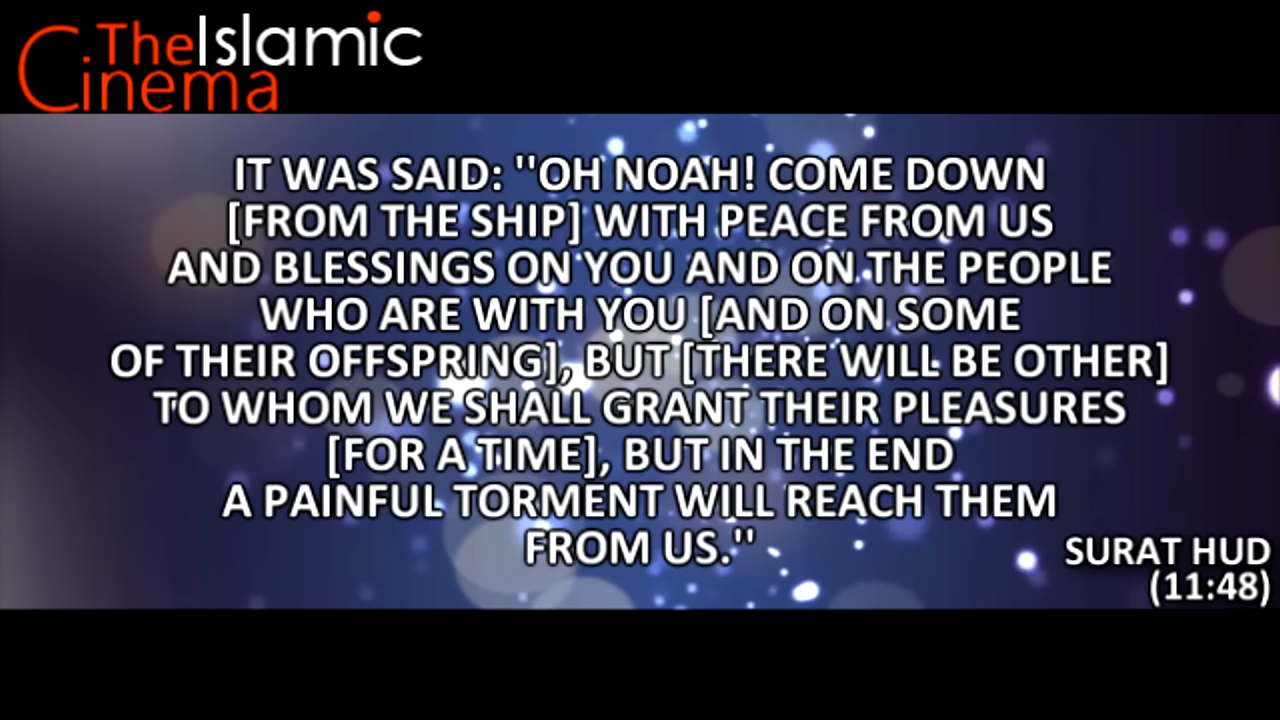 TheIslamic
Cinema
IT WAS SAID: "OH NOAH! COME DOWN
[FROM THE SHIP] WITH PEACE FROM US
AND BLESSINGS ON YOU AND ON THE PEOPLE
WHO ARE WITH YOU [AND ON SOME
OF THEIR OFFSPRING], BUT [THERE WILL BE OTHER]
TO WHOM WE SHALL GRANT THEIR PLEASURES
[FOR A TIME], BUT IN THE END
A PAINFUL TORMENT WILL REACH THEM
FROM US."
SURAT HUD
(11:48)